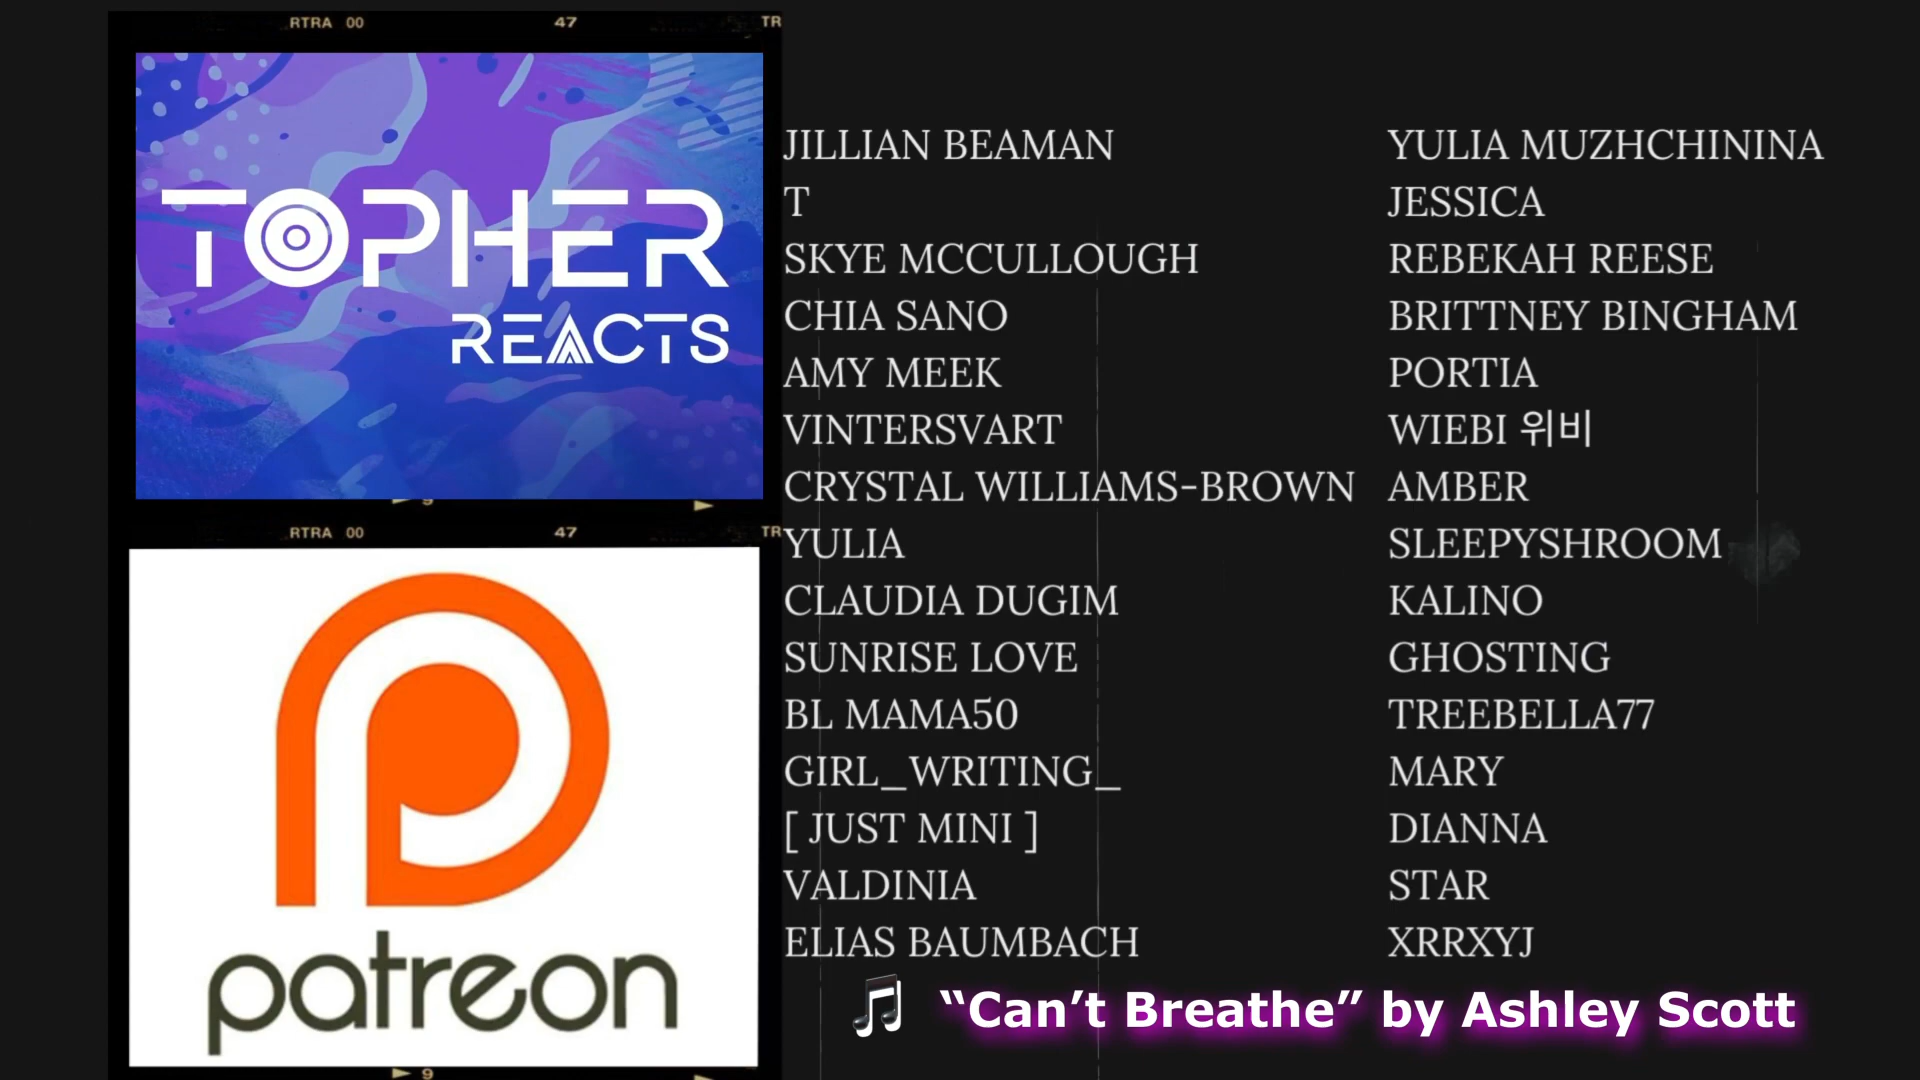 RTRA 00 47 TR
TOPHER
REACTS
9
RTRA 00 47 TR
patreon
9
JILLIAN BEAMAN
T
SKYE MCCULLOUGH
CHIA SANO
AMY MEEK
VINTERSVART
CRYSTAL WILLIAMS-BROWN
YULIA
CLAUDIA DUGIM
SUNRISE LOVE
BL MAMA50
GIRL_WRITING_
[ JUST MINI ]
VALDINIA
ELIAS BAUMBACH
YULIA MUZHCHININA
JESSICA
REBEKAH REESE
BRITTNEY BINGHAM
PORTIA
WIEBI 위비
AMBER
SLEEPYSHROOM
KALINO
GHOSTING
TREEBELLA77
MARY
DIANNA
STAR
XRRXYJ
“Can’t Breathe” by Ashley Scott